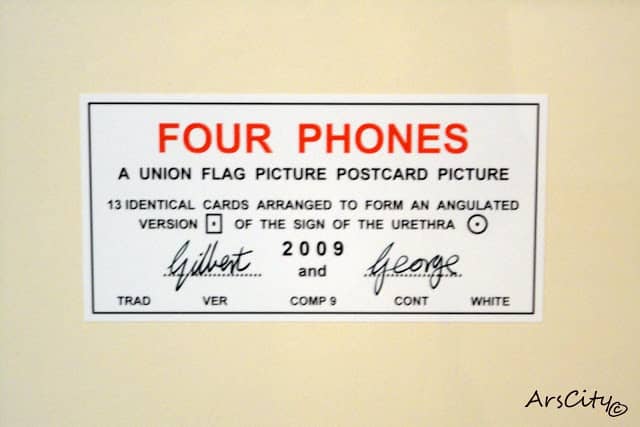 FOUR PHONES
A UNION FLAG PICTURE POSTCARD PICTURE
13 IDENTICAL CARDS ARRANGED TO FORM AN ANGULATED
VERSION OF THE SIGN OF THE URETHRA
2009
Gilbert and George
TRAD VER COMP 9 CONT WHITE
ArsCity©